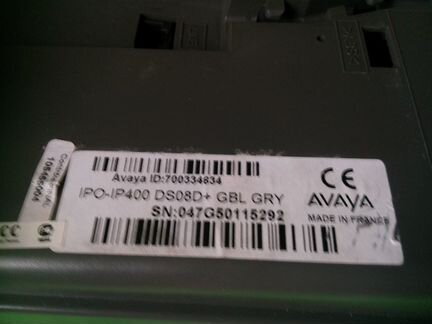 Avaya ID:700334634
IPO-IP400 DS08D+ GBL GRY
SN:047G50115292
CE
AVAYA
MADE IN FRANCE